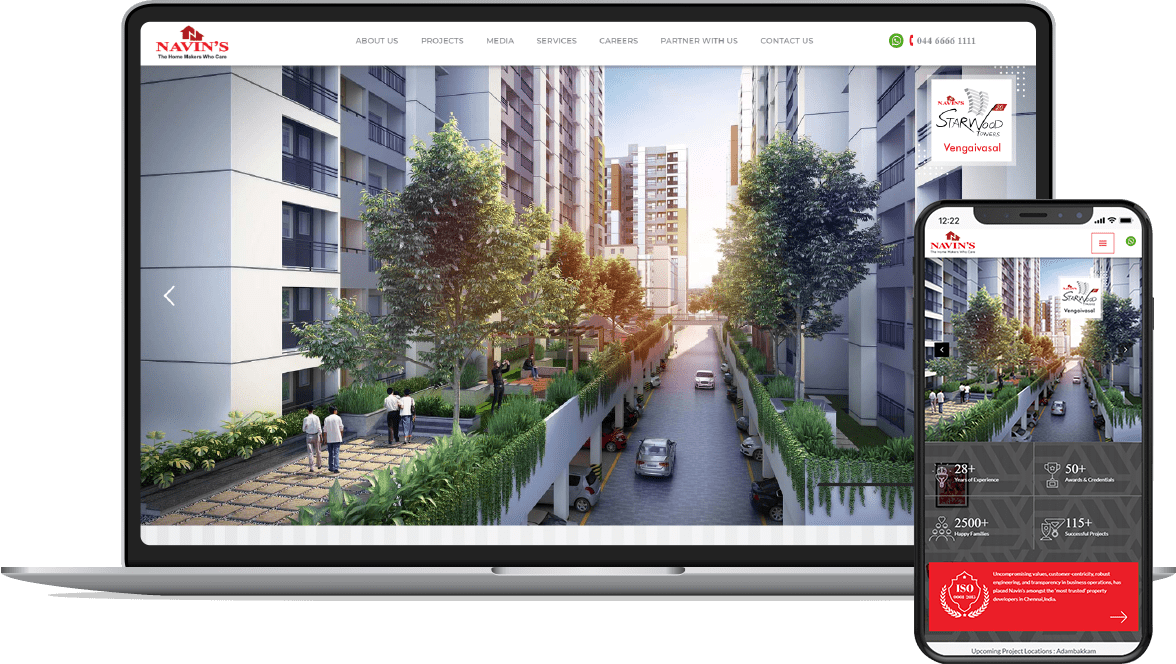 NAVIN'S
The Home Makers Who Care
ABOUT US
PROJECTS
MEDIA
SERVICES
CAREERS
PARTNER WITH US
CONTACT US
044 6666 1111
NAVIN'S
STARWOOD
TOWERS
Vengaivasal
12:22
NAVIN'S
The Home Makers Who Care
STARWOOD
Vengaivasal
28+
Years of Experience
50+
Awards & Credentials
2500+
Happy Families
115+
Successful Projects
ISO
9001 2015
Uncompromising values, customer-centricity, robust
engineering, and transparency in business operations, has
placed Navin's amongst the 'most trusted' property
developers in Chennai,India.
Upcoming Project Locations : Adambakkam